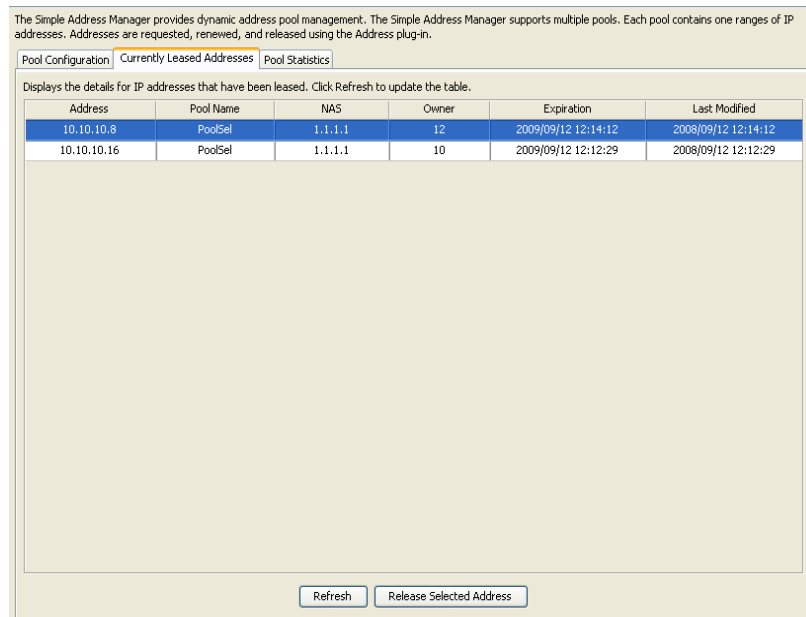 The Simple Address Manager provides dynamic address pool management. The Simple Address Manager supports multiple pools. Each pool contains one ranges of IP
addresses. Addresses are requested, renewed, and released using the Address plug-in.
Pool Configuration Currently Leased Addresses Pool Statistics
Displays the details for IP addresses that have been leased. Click Refresh to update the table.
Address Pool Name NAS Owner Expiration Last Modified
10.10.10.8 PoolSel 1.1.1.1 12 2009/09/12 12:14:12 2008/09/12 12:14:12
10.10.10.16 PoolSel 1.1.1.1 10 2009/09/12 12:12:29 2008/09/12 12:12:29
Refresh Release Selected Address